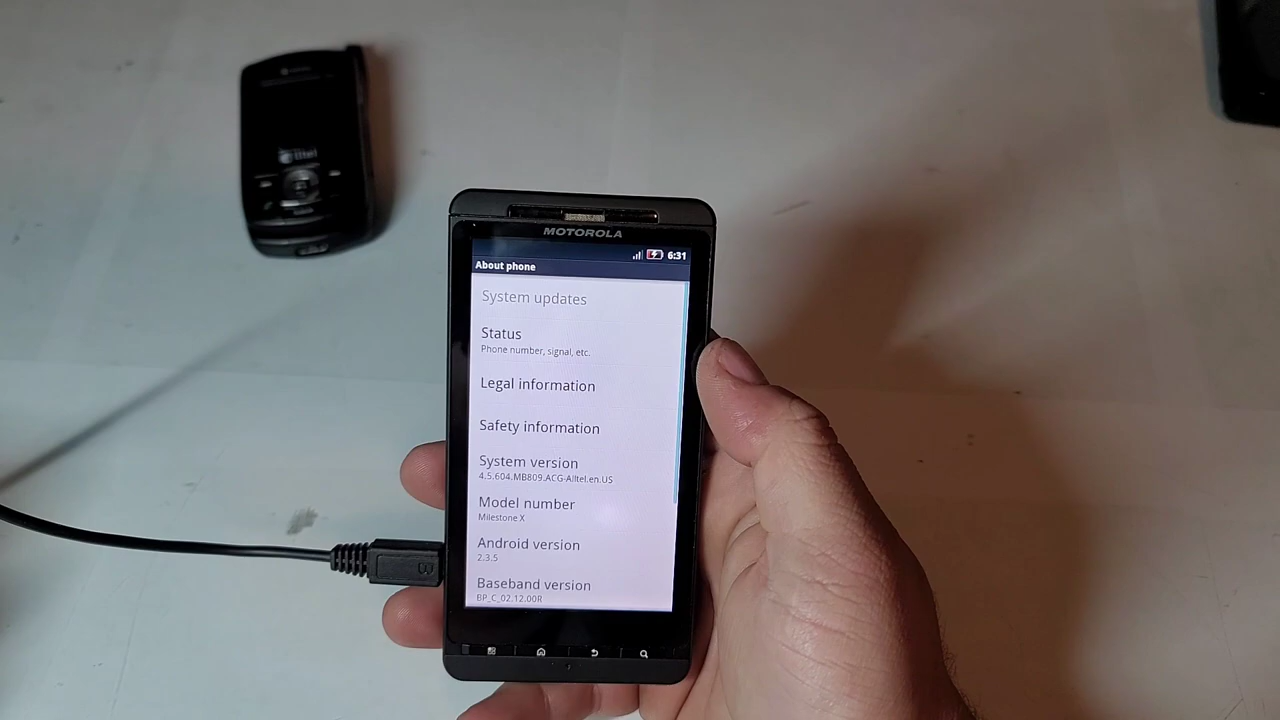 lltel
MOTOROLA
6:31
About phone
System updates
Status
Phone number, signal, etc.
Legal information
Safety information
System version
4.5.604.MB809.ACG-Alltel.en.US
Model number
Milestone X
Android version
2.3.5
Baseband version
BP_C_02.12.00R